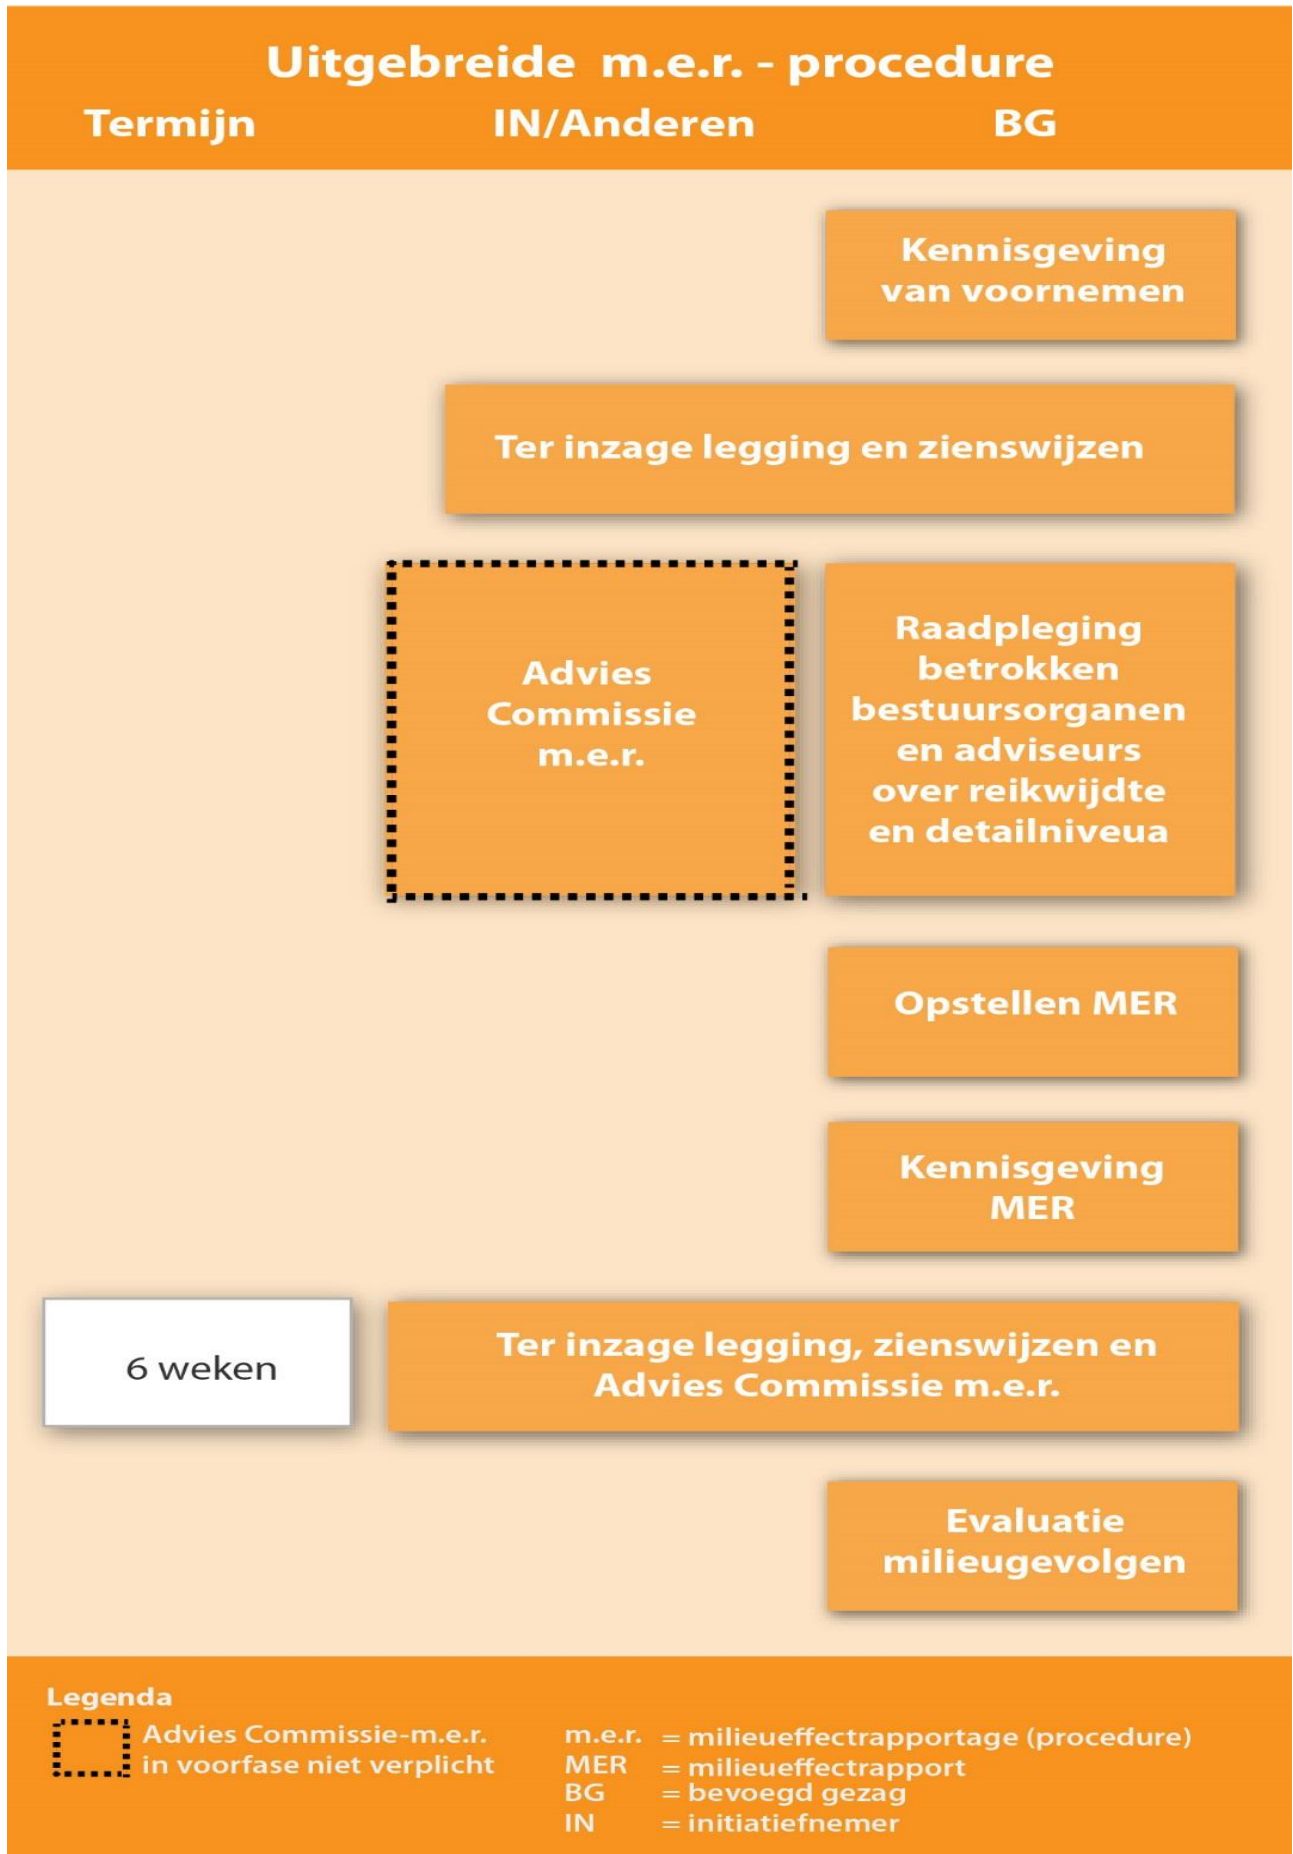 Uitgebreide m.e.r. - procedure
Termijn IN/Anderen BG
Kennisgeving
van voornemen
Ter inzage legging en zienswijzen
Advies
Commissie
m.e.r.
Raadpleging
betrokken
bestuursorganen
en adviseurs
over reikwijdte
en detailniveua
Opstellen MER
Kennisgeving
MER
6 weken
Ter inzage legging, zienswijzen en
Advies Commissie m.e.r.
Evaluatie
milieugevolgen
Legenda
Advies Commissie-m.e.r.
in voorfase niet verplicht
m.e.r. = milieueffectrapportage (procedure)
MER = milieueffectrapport
BG = bevoegd gezag
IN = initiatiefnemer